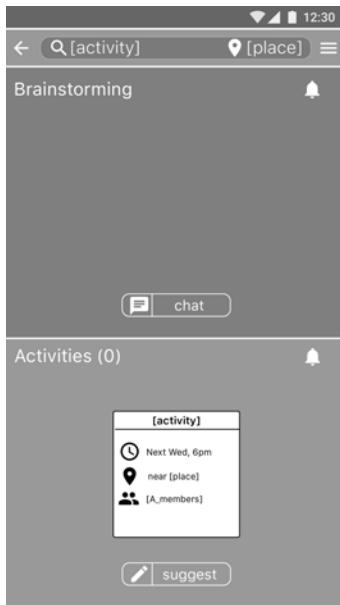 12:30
[activity] [place]
Brainstorming
chat
Activities (0)
[activity]
Next Wed, 6pm
near [place]
[A_members]
suggest